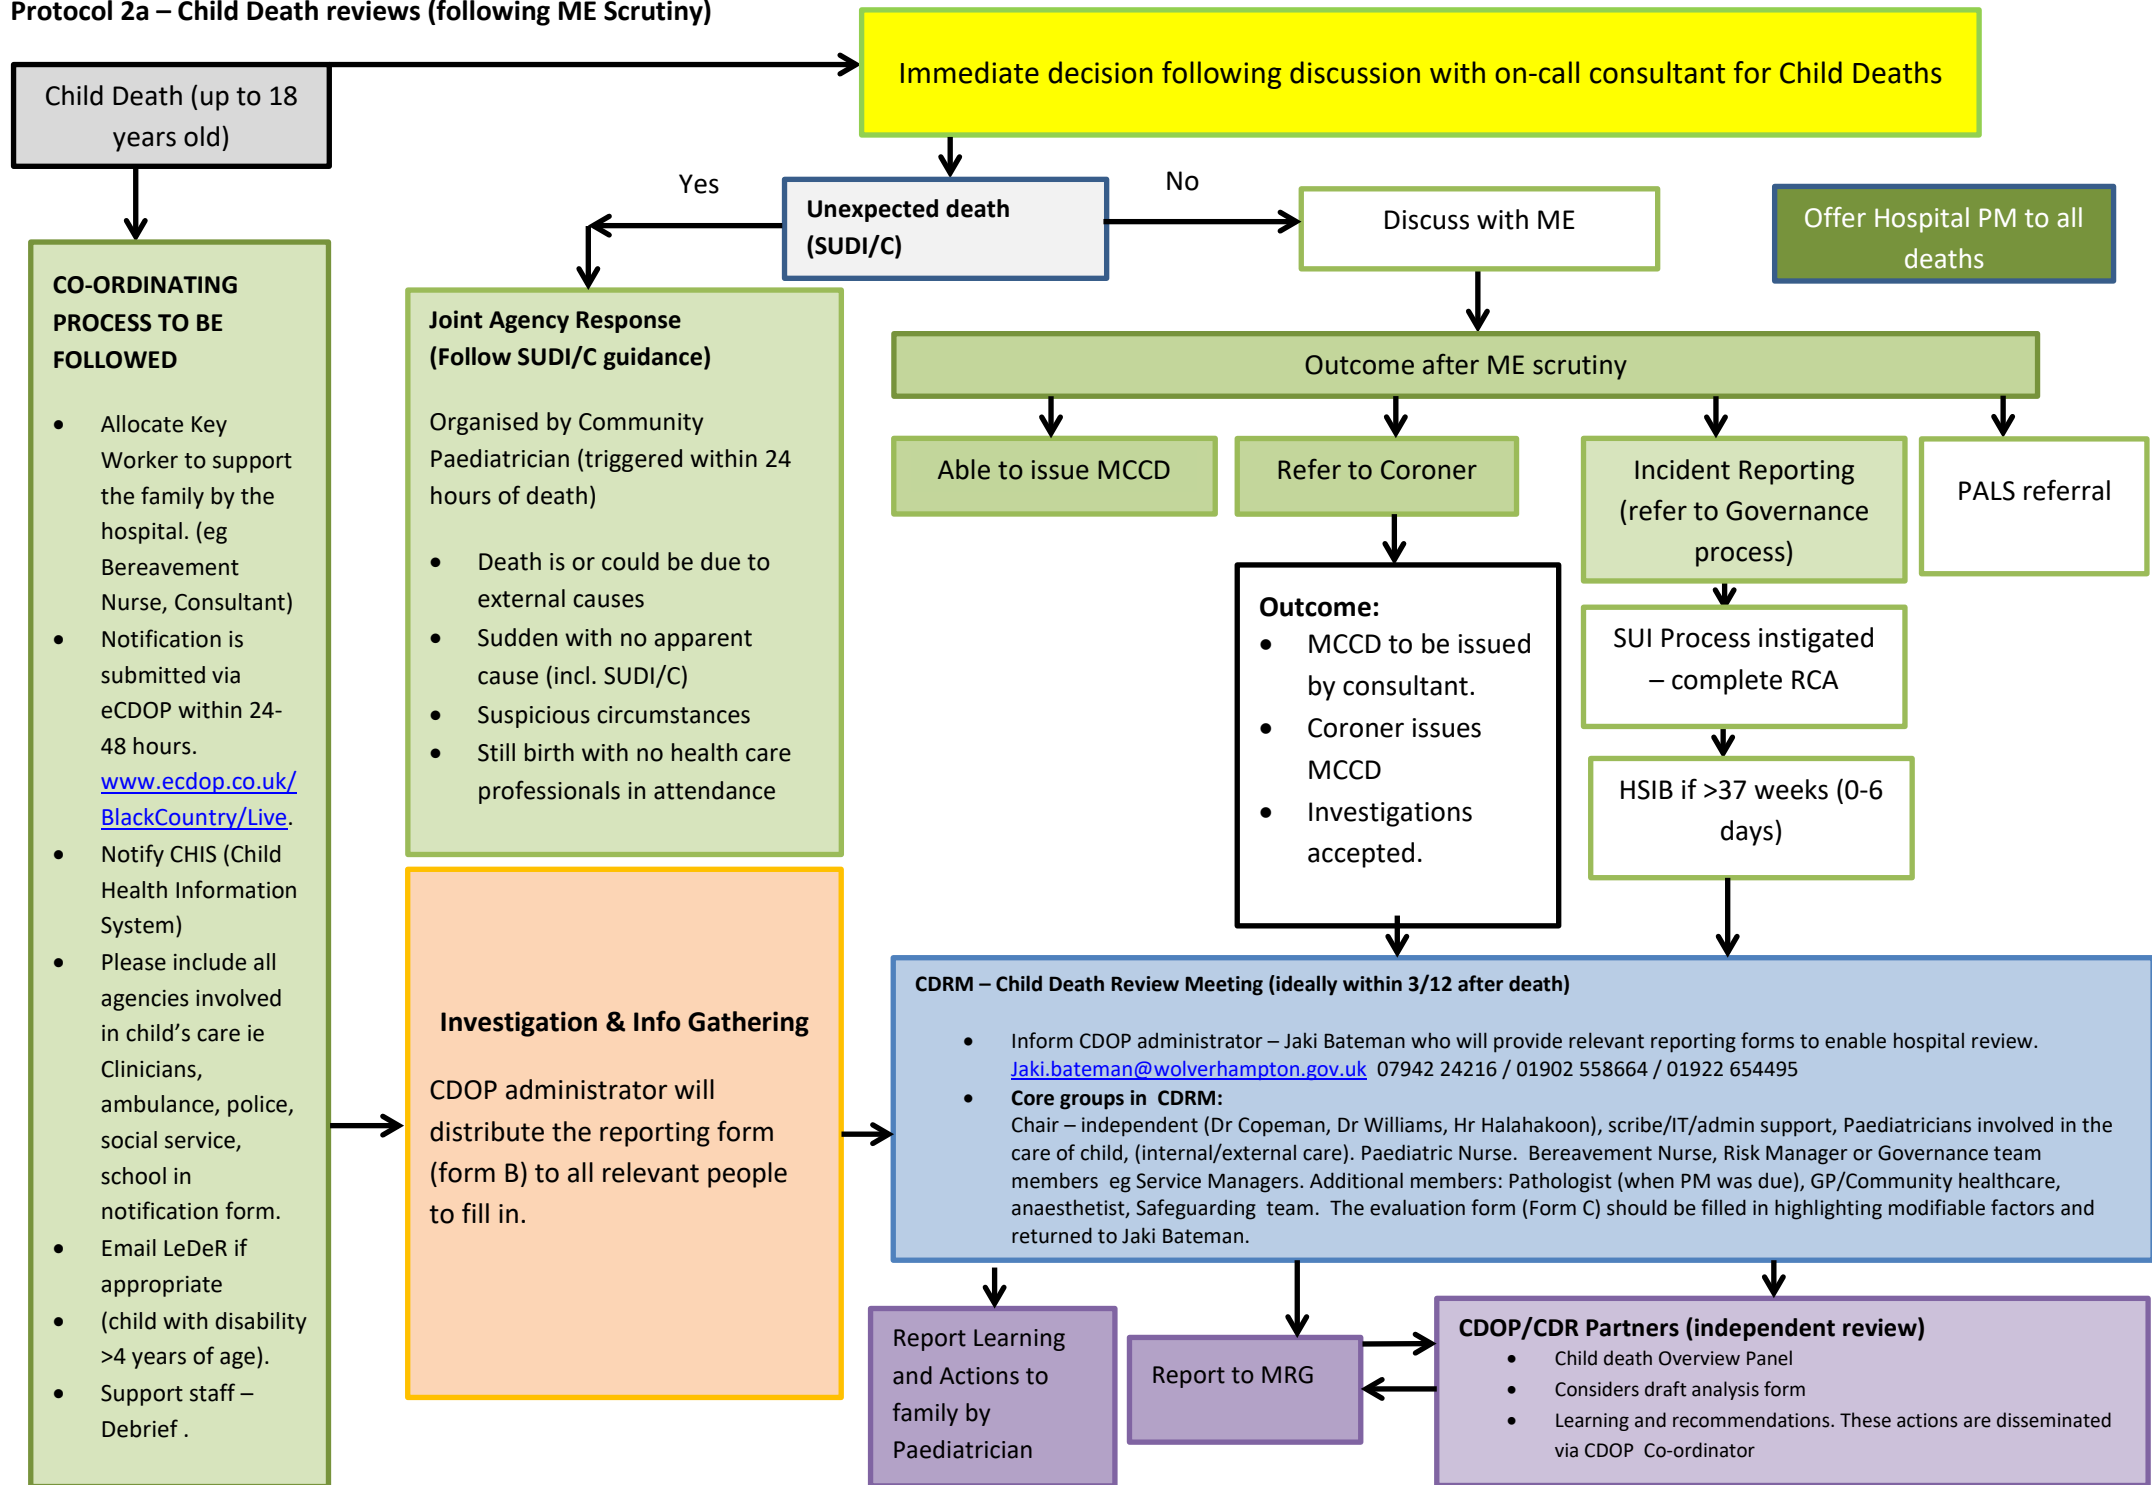 Protocol 2a – Child Death reviews (following ME Scrutiny)
Child Death (up to 18
years old)
Immediate decision following discussion with on-call consultant for Child Deaths
Yes
Unexpected death
(SUDI/C)
No
Discuss with ME
Offer Hospital PM to all
deaths
CO-ORDINATING
PROCESS TO BE
FOLLOWED
• Allocate Key
Worker to support
the family by the
hospital. (eg
Bereavement
Nurse, Consultant)
• Notification is
submitted via
eCDOP within 24-
48 hours.
www.ecdop.co.uk/
BlackCountry/Live.
• Notify CHIS (Child
Health Information
System)
• Please include all
agencies involved
in child’s care ie
Clinicians,
ambulance, police,
social service,
school in
notification form.
• Email LeDeR if
appropriate
• (child with disability
>4 years of age).
• Support staff –
Debrief .
Joint Agency Response
(Follow SUDI/C guidance)
Organised by Community
Paediatrician (triggered within 24
hours of death)
• Death is or could be due to
external causes
• Sudden with no apparent
cause (incl. SUDI/C)
• Suspicious circumstances
• Still birth with no health care
professionals in attendance
Investigation & Info Gathering
CDOP administrator will
distribute the reporting form
(form B) to all relevant people
to fill in.
Outcome after ME scrutiny
Able to issue MCCD
Refer to Coroner
Incident Reporting
(refer to Governance
process)
PALS referral
Outcome:
• MCCD to be issued
by consultant.
• Coroner issues
MCCD
• Investigations
accepted.
SUI Process instigated
– complete RCA
HSIB if >37 weeks (0-6
days)
CDRM – Child Death Review Meeting (ideally within 3/12 after death)
• Inform CDOP administrator – Jaki Bateman who will provide relevant reporting forms to enable hospital review.
Jaki.bateman@wolverhampton.gov.uk 07942 24216 / 01902 558664 / 01922 654495
• Core groups in CDRM:
Chair – independent (Dr Copeman, Dr Williams, Hr Halahakoon), scribe/IT/admin support, Paediatricians involved in the
care of child, (internal/external care). Paediatric Nurse. Bereavement Nurse, Risk Manager or Governance team
members eg Service Managers. Additional members: Pathologist (when PM was due), GP/Community healthcare,
anaesthetist, Safeguarding team. The evaluation form (Form C) should be filled in highlighting modifiable factors and
returned to Jaki Bateman.
Report Learning
and Actions to
family by
Paediatrician
Report to MRG
CDOP/CDR Partners (independent review)
• Child death Overview Panel
• Considers draft analysis form
• Learning and recommendations. These actions are disseminated
via CDOP Co-ordinator